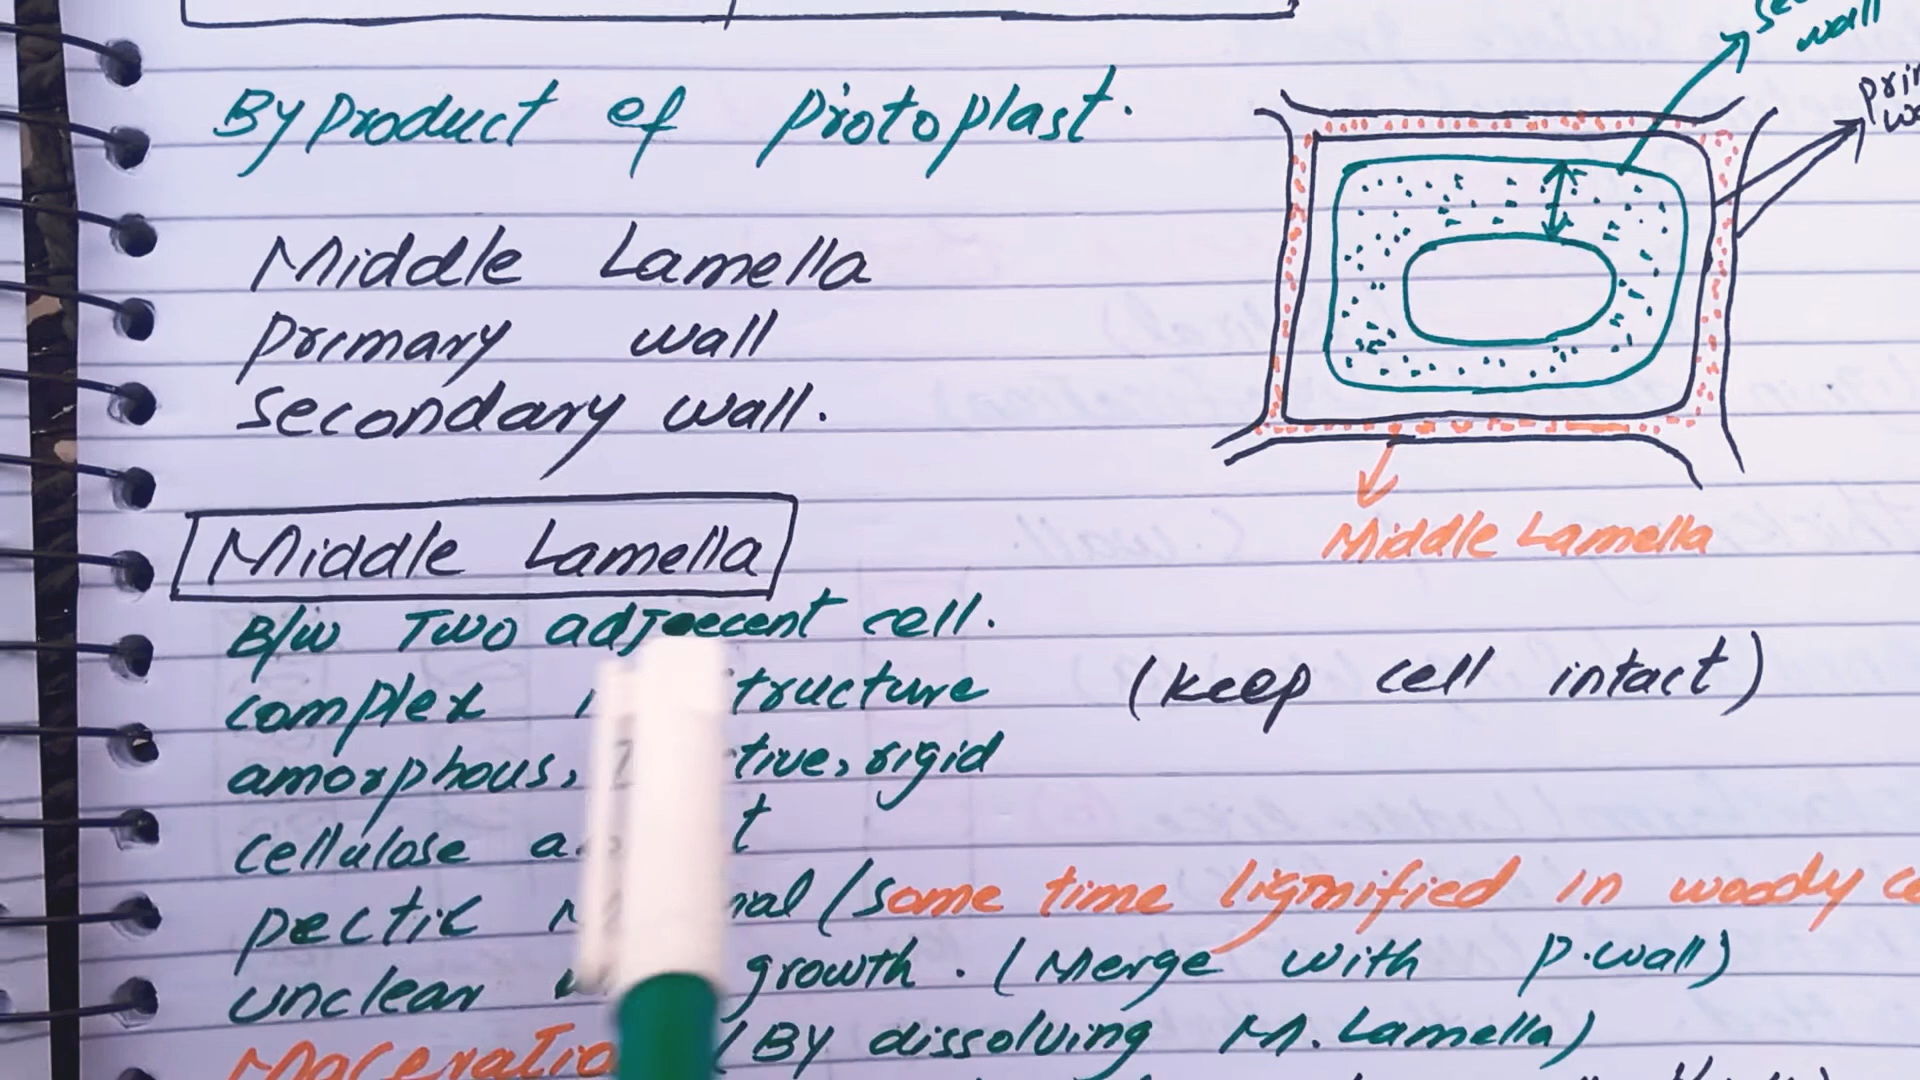 By product of protoplast.
Middle Lamella
primary wall
secondary wall.
wall
Middle Lamella
Middle Lamella
B/w Two adjecent cell.
complex structure (keep cell intact)
amorphous, rigid
cellulose
pectic (some time lignified in woody
unclear growth. (Merge with p.wall)
(By dissolving M. Lamella)